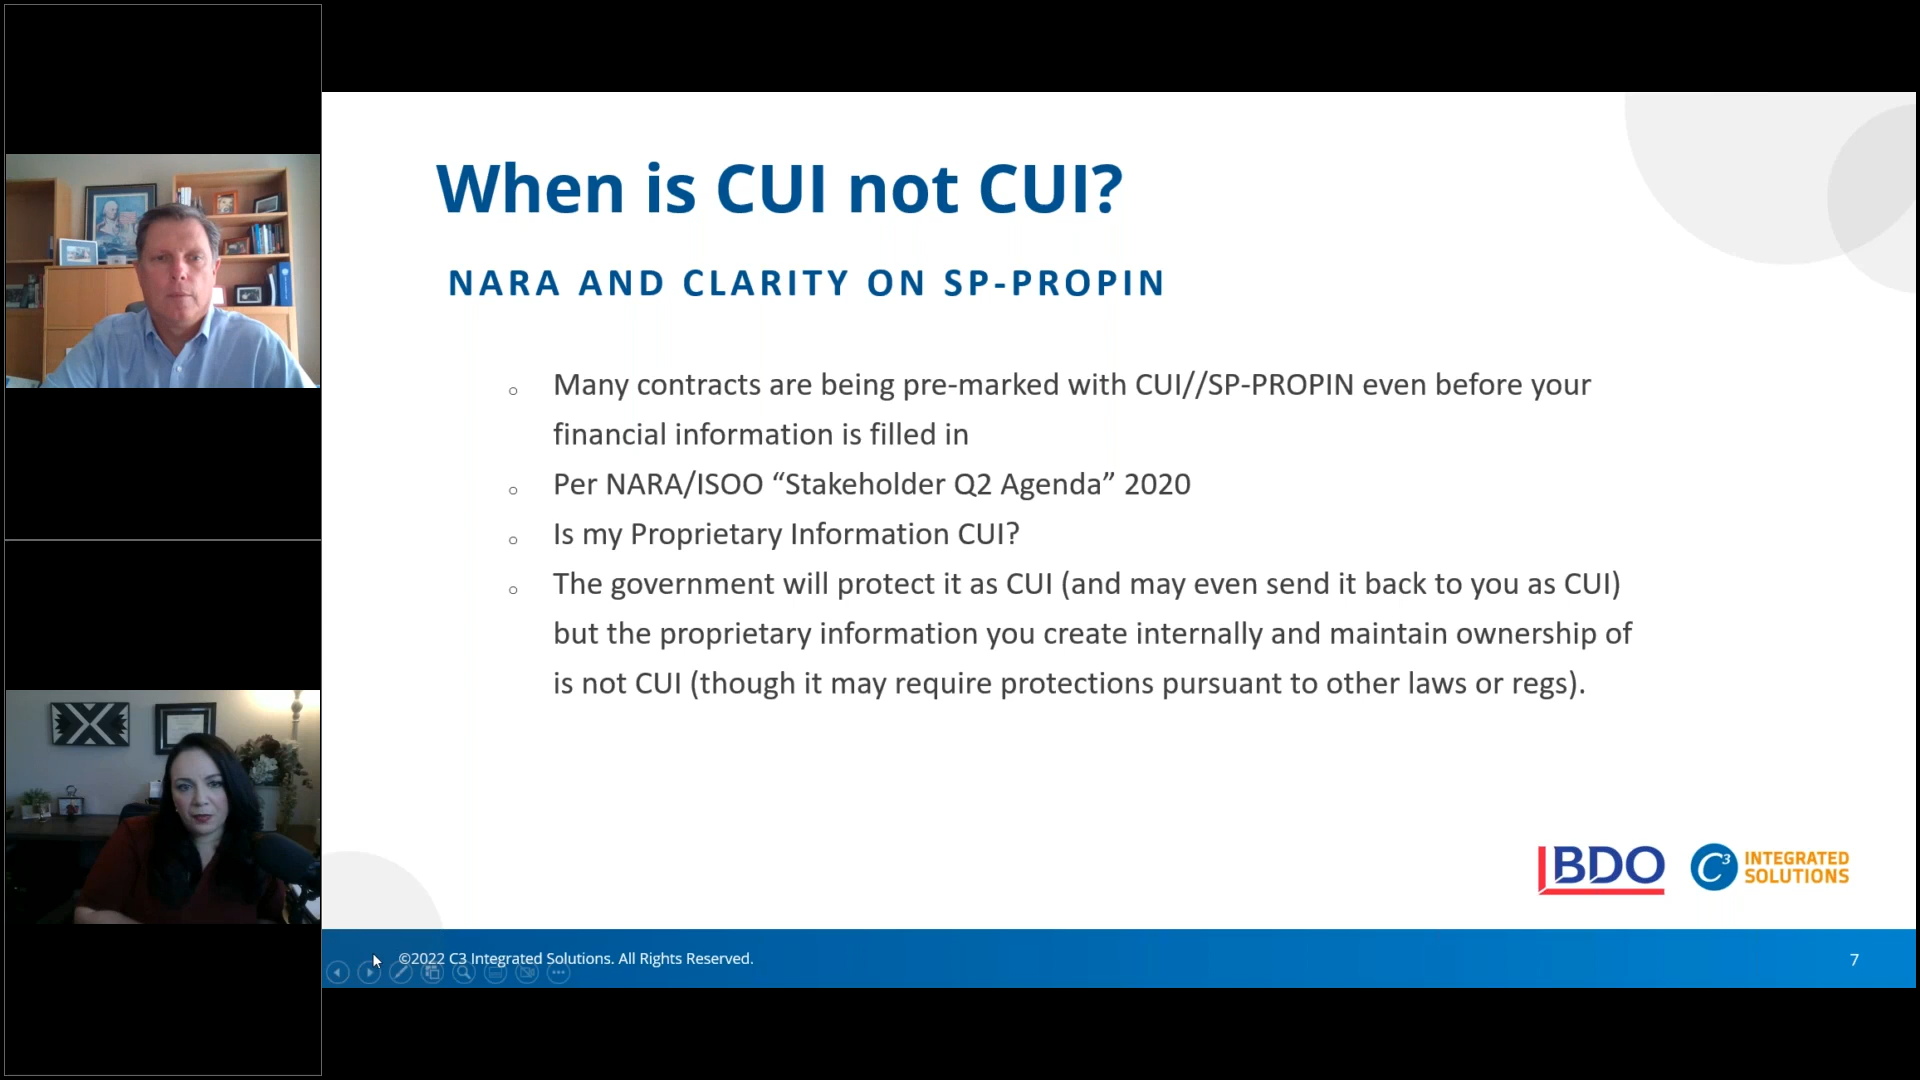 When is CUI not CUI?
NARA AND CLARITY ON SP-PROPIN
Many contracts are being pre-marked with CUI//SP-PROPIN even before your
financial information is filled in
Per NARA/ISOO “Stakeholder Q2 Agenda” 2020
Is my Proprietary Information CUI?
The government will protect it as CUI (and may even send it back to you as CUI)
but the proprietary information you create internally and maintain ownership of
is not CUI (though it may require protections pursuant to other laws or regs).
BDO
C3 INTEGRATED
SOLUTIONS
©2022 C3 Integrated Solutions. All Rights Reserved.
7